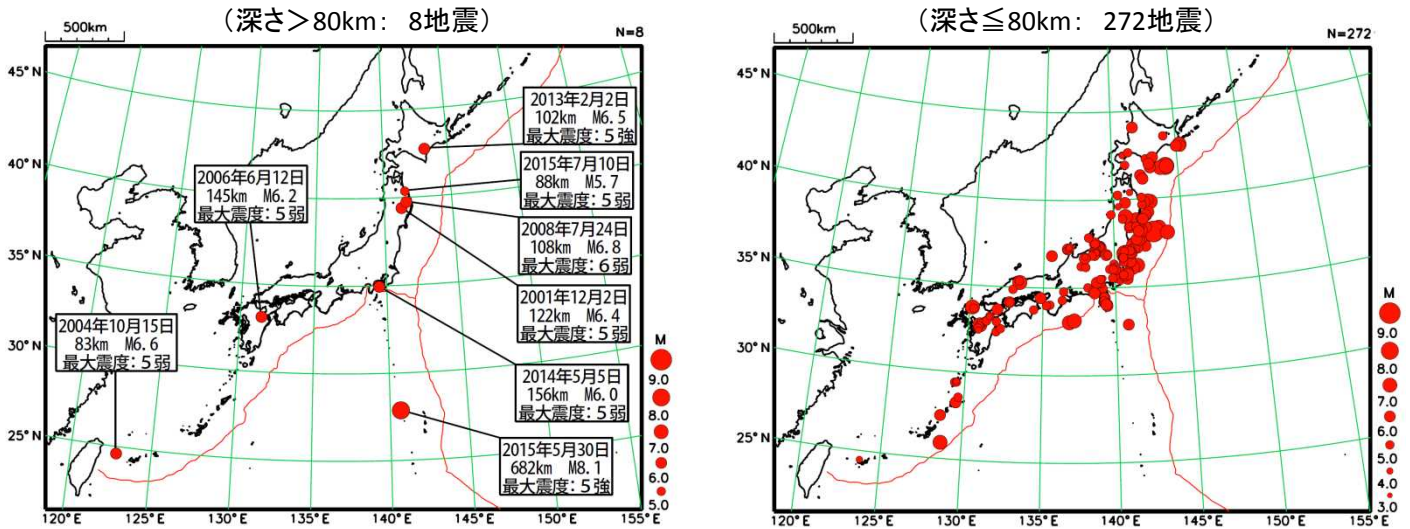 (深さ>80km: 8地震)
500km
N=8
45°N
40°N
35°N
30°N
25°N
120°E
125°E
130°E
135°E
140°E
145°E
150°E
155°E
2013年2月2日
102km M6.5
最大震度:5強
2015年7月10日
88km M5.7
最大震度:5弱
2006年6月12日
145km M6.2
最大震度:5弱
2008年7月24日
108km M6.8
最大震度:6弱
2001年12月2日
122km M6.4
最大震度:5弱
2004年10月15日
83km M6.6
最大震度:5弱
2014年5月5日
156km M6.0
最大震度:5弱
2015年5月30日
682km M8.1
最大震度:5強
M
9.0
8.0
7.0
6.0
5.0
(深さ≦80km: 272地震)
500km
N=272
45°N
40°N
35°N
30°N
25°N
120°E
125°E
130°E
135°E
140°E
145°E
150°E
155°E
M
9.0
8.0
7.0
6.0
5.0
4.0
3.0